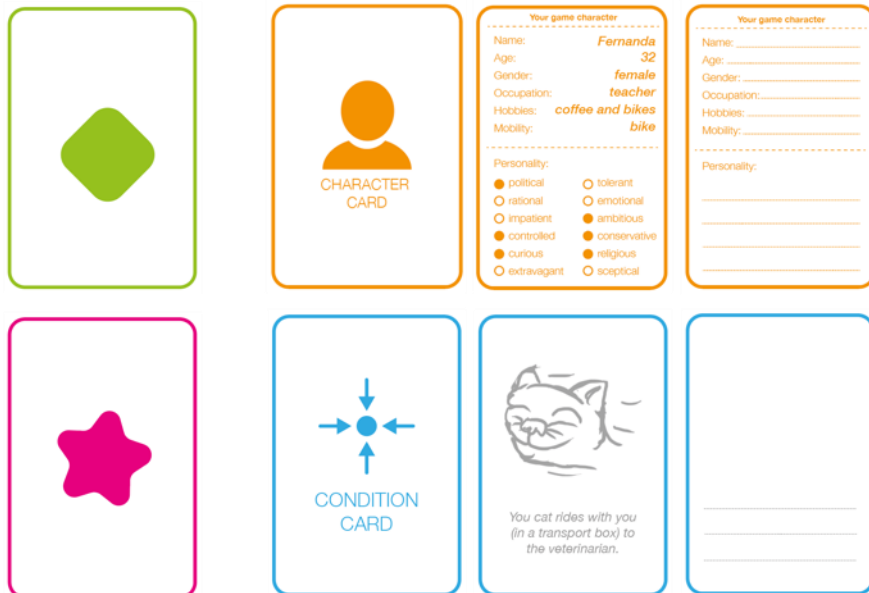 CHARACTER
CARD
Your game character
Name: Fernanda
Age: 32
Gender: female
Occupation: teacher
Hobbies: coffee and bikes
Mobility: bike
Personality:
political
tolerant
rational
emotional
impatient
ambitious
controlled
conservative
curious
religious
extravagant
sceptical
Your game character
Name:
Age:
Gender:
Occupation:
Hobbies:
Mobility:
Personality:
CONDITION
CARD
You cat rides with you
(in a transport box) to
the veterinarian.